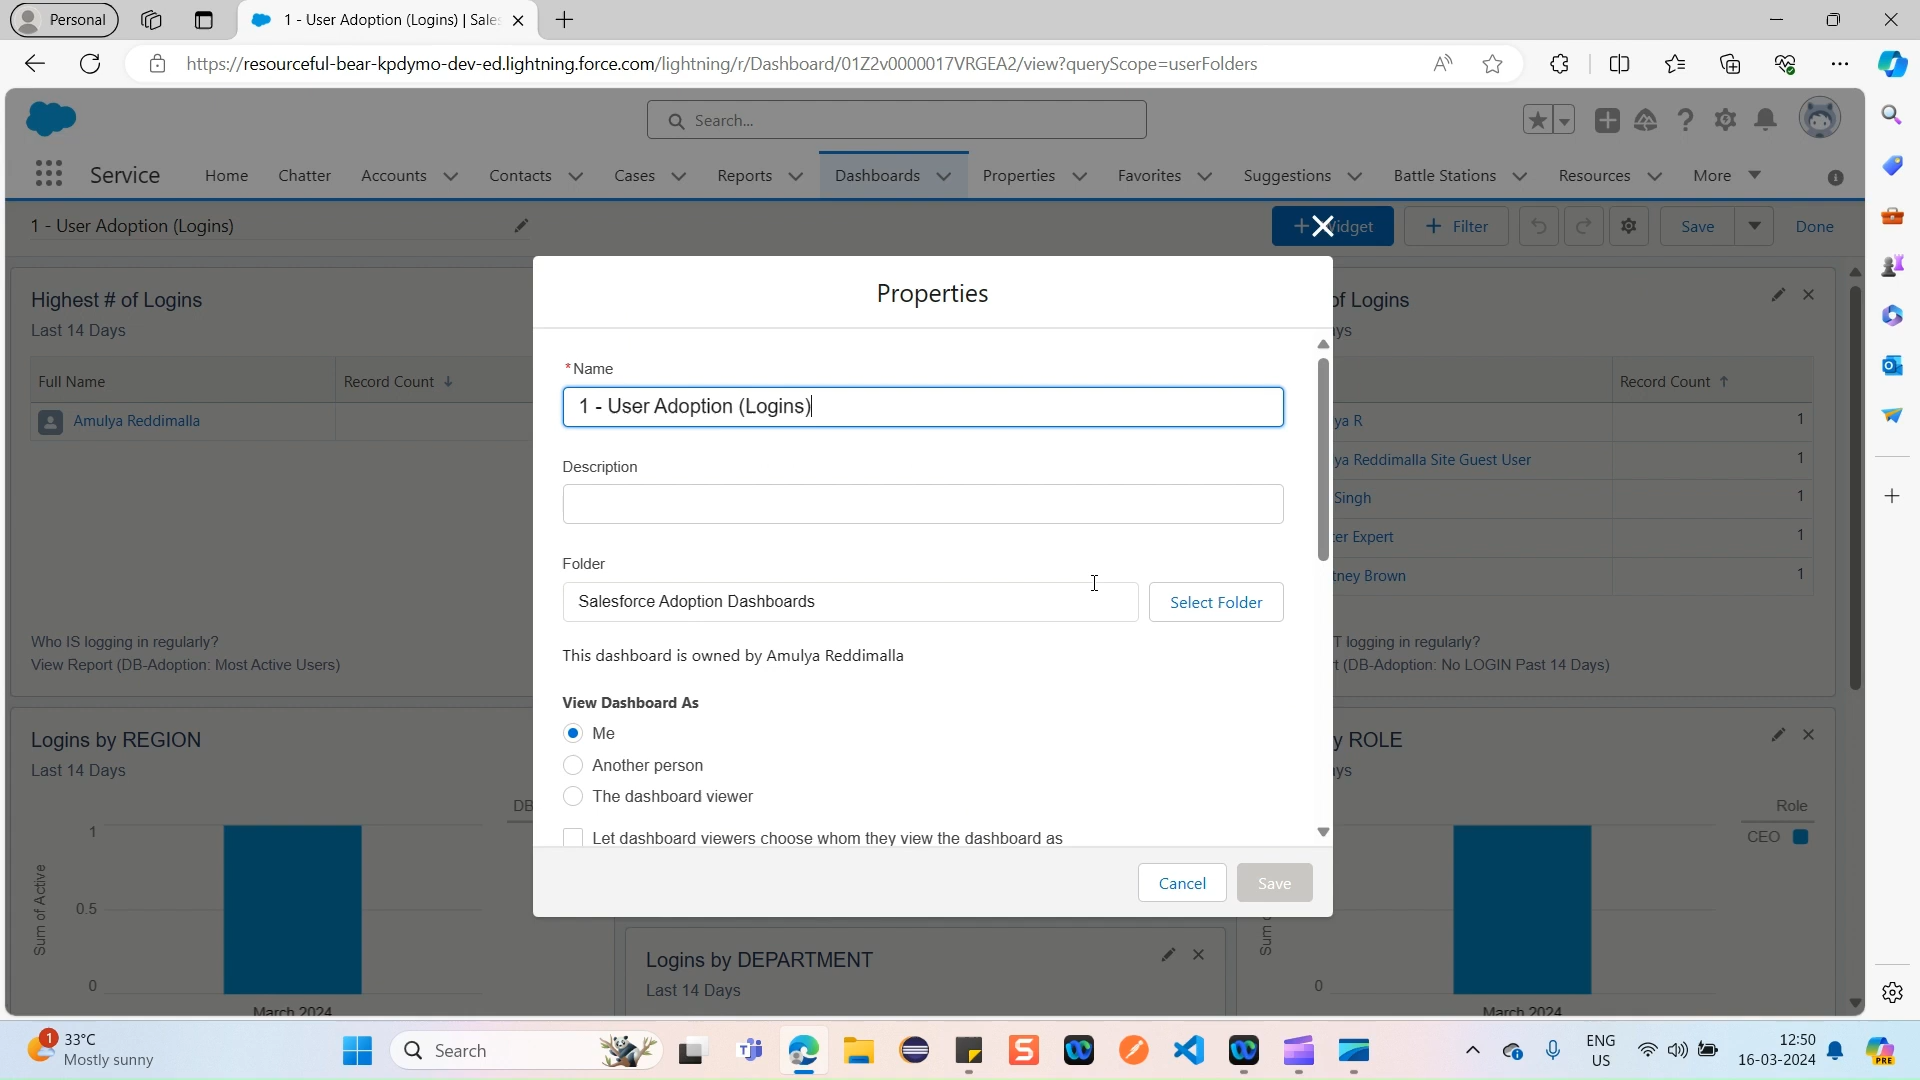 Personal
1 - User Adoption (Logins) | Sale
https://resourceful-bear-kpdymo-dev-ed.lightning.force.com/lightning/r/Dashboard/01Z2v0000017VRGEA2/view?queryScope=userFolders
Search...
Service
Home
Chatter
Accounts
Contacts
Cases
Reports
Dashboards
Properties
Favorites
Suggestions
Battle Stations
Resources
More
1 - User Adoption (Logins)
+ Widget
+ Filter
Save
Done
Highest # of Logins
Last 14 Days
Full Name
Record Count ↓
Amulya Reddimalla
Who IS logging in regularly?
View Report (DB-Adoption: Most Active Users)
Properties
*Name
1 - User Adoption (Logins)
Description
Folder
Salesforce Adoption Dashboards
Select Folder
This dashboard is owned by Amulya Reddimalla
View Dashboard As
Me
Another person
The dashboard viewer
Let dashboard viewers choose whom they view the dashboard as
Cancel
Save
of Logins
ys
Record Count ↑
ya R
1
ya Reddimalla Site Guest User
1
Singh
1
ter Expert
1
tney Brown
1
T logging in regularly?
t (DB-Adoption: No LOGIN Past 14 Days)
Logins by REGION
Last 14 Days
DB
1
0.5
0
Sum of Active
March 2024
Logins by DEPARTMENT
Last 14 Days
y ROLE
ys
Role
CEO
Sum
0
March 2024
1
33°C
Mostly sunny
Search
ENG
US
12:50
16-03-2024
PRE